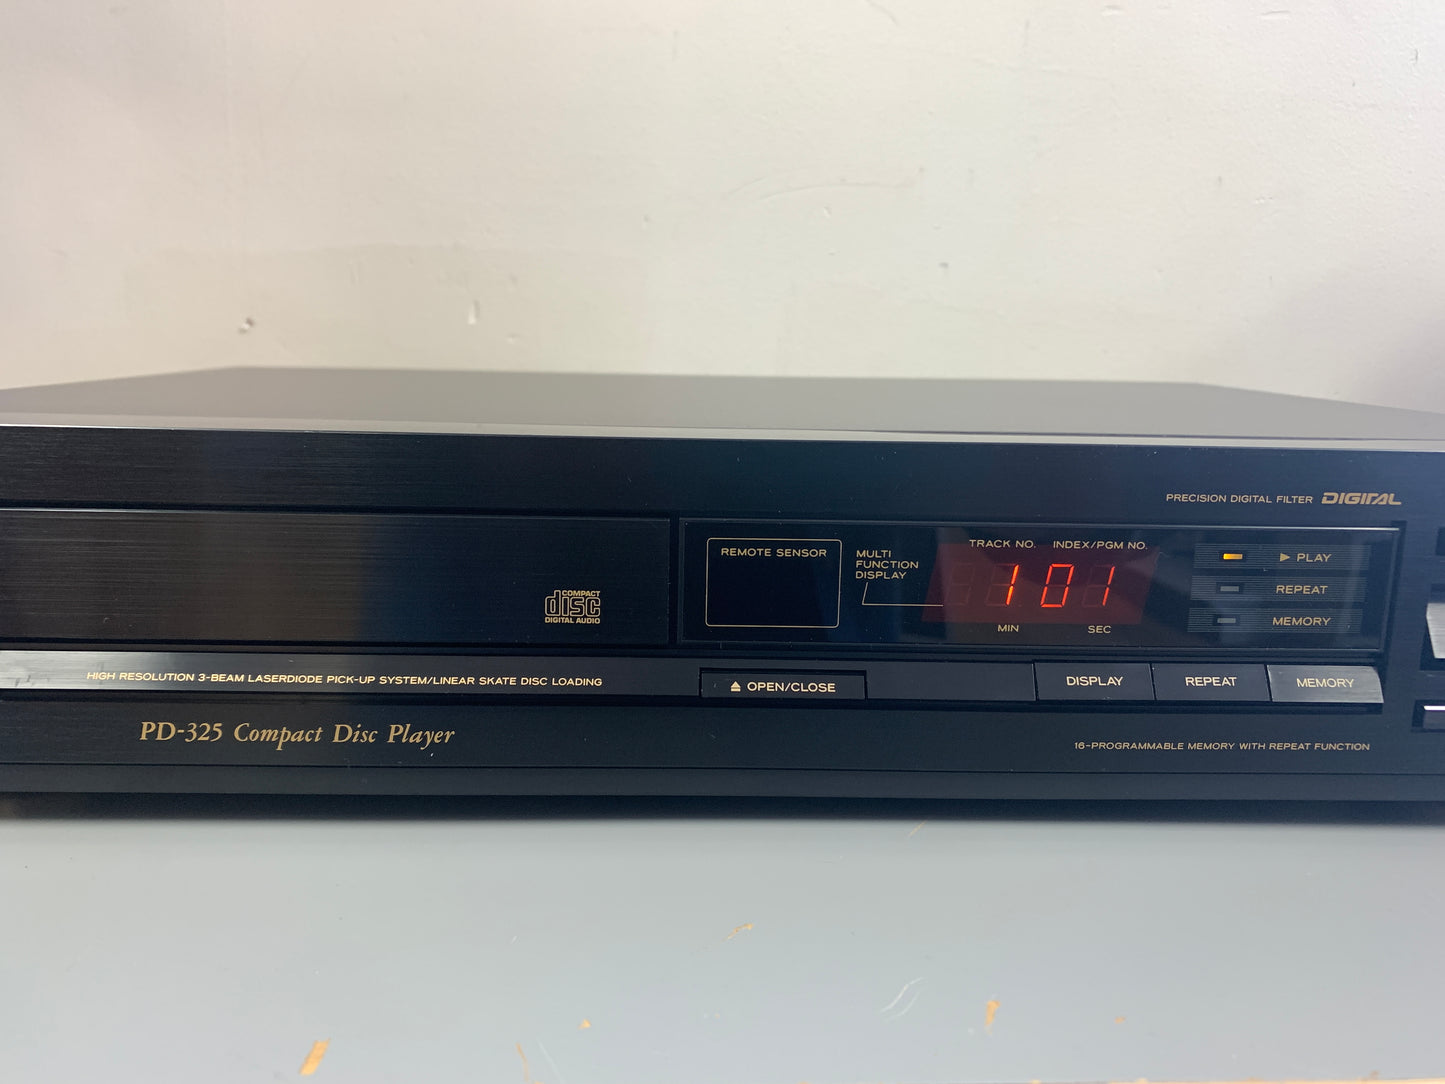 PRECISION DIGITAL FILTER DIGITAL
REMOTE SENSOR
MULTI
FUNCTION
DISPLAY
TRACK NO. INDEX/PGM NO.
1 01
MIN SEC
▶ PLAY
REPEAT
MEMORY
COMPACT
disc
DIGITAL AUDIO
HIGH RESOLUTION 3-BEAM LASERDIODE PICK-UP SYSTEM/LINEAR SKATE DISC LOADING
⏏ OPEN/CLOSE
DISPLAY
REPEAT
MEMORY
PD-325 Compact Disc Player
16-PROGRAMMABLE MEMORY WITH REPEAT FUNCTION